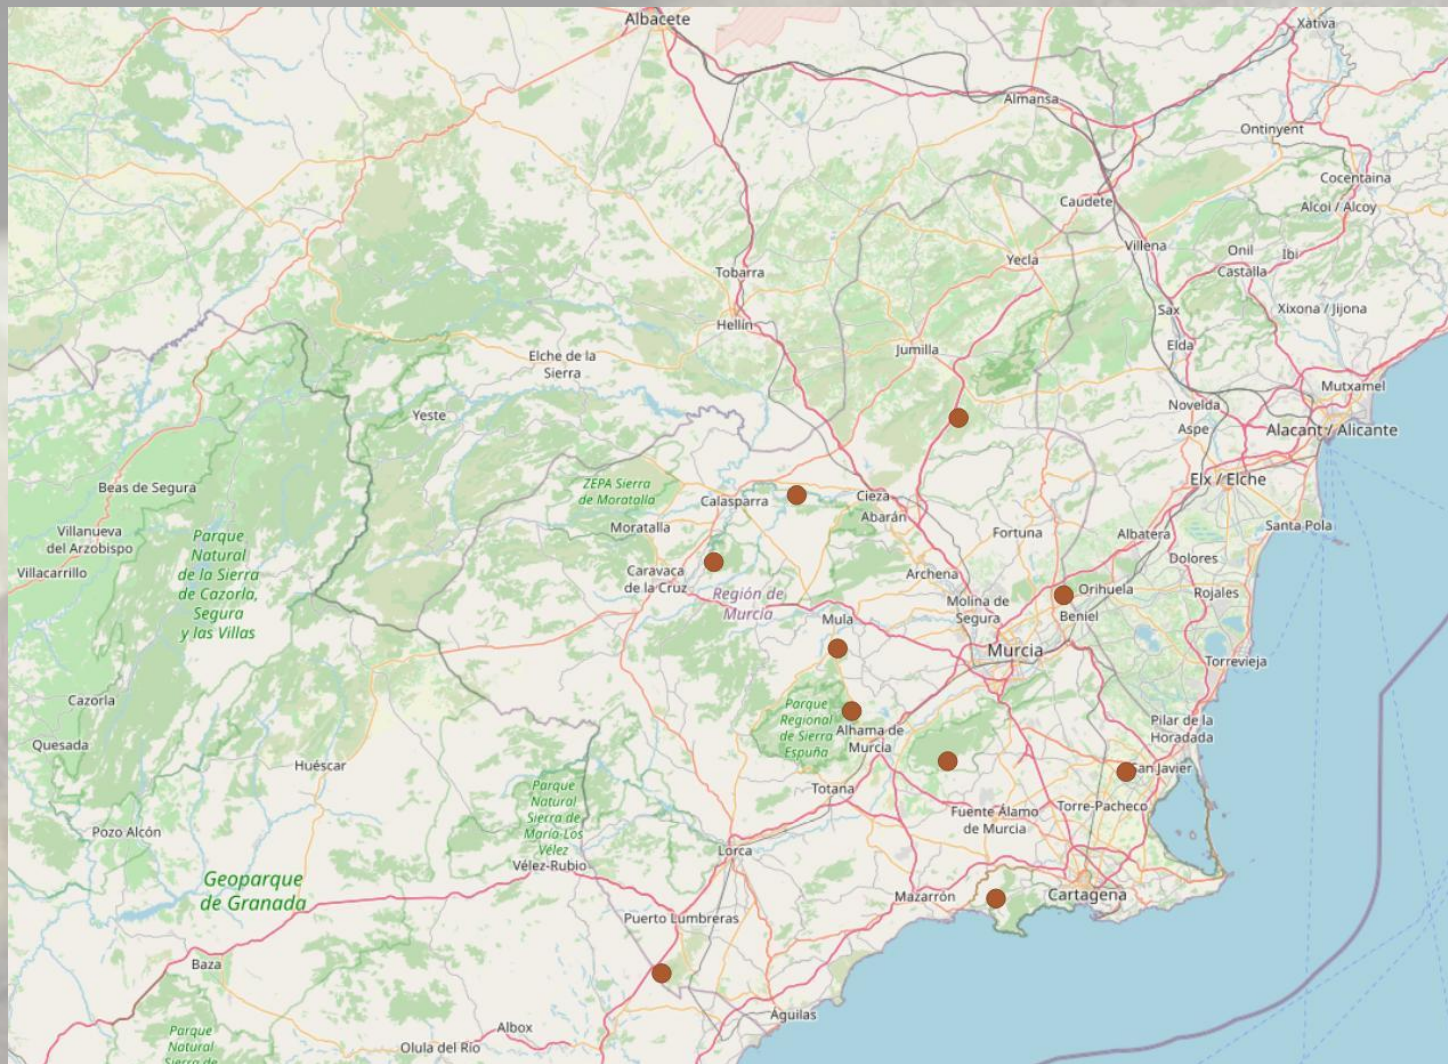 Albacete
Xàtiva
Almansa
Ontinyent
Cocentaina
Alcoi / Alcoy
Caudete
Villena
Onil
Ibi
Castalla
Yecla
Tobarra
Hellín
Sax
Xixona / Jijona
Elda
Jumilla
Elche de la
Sierra
Mutxamel
Novelda
Aspe
Alacant / Alicante
Yeste
Elx / Elche
Beas de Segura
ZEPA Sierra
de Moratalla
Calasparra
Cieza
Abarán
Santa Pola
Moratalla
Fortuna
Albatera
Villanueva
del Arzobispo
Parque
Natural
de la Sierra
de Cazorla,
Segura
y las Villas
Dolores
Villacarrillo
Caravaca
de la Cruz
Archena
Orihuela
Rojales
Región de
Murcia
Molina de
Segura
Beniel
Mula
Murcia
Torrevieja
Cazorla
Parque
Regional
de Sierra
Espuña
Alhama de
Murcia
Pilar de la
Horadada
Quesada
Huéscar
San Javier
Parque
Natural
Sierra de
María-Los
Vélez
Totana
Fuente Álamo
de Murcia
Torre-Pacheco
Pozo Alcón
Lorca
Vélez-Rubio
Geoparque
de Granada
Mazarrón
Cartagena
Puerto Lumbreras
Baza
Águilas
Albox
Olula del Río
Parque
Natural
Sierra de